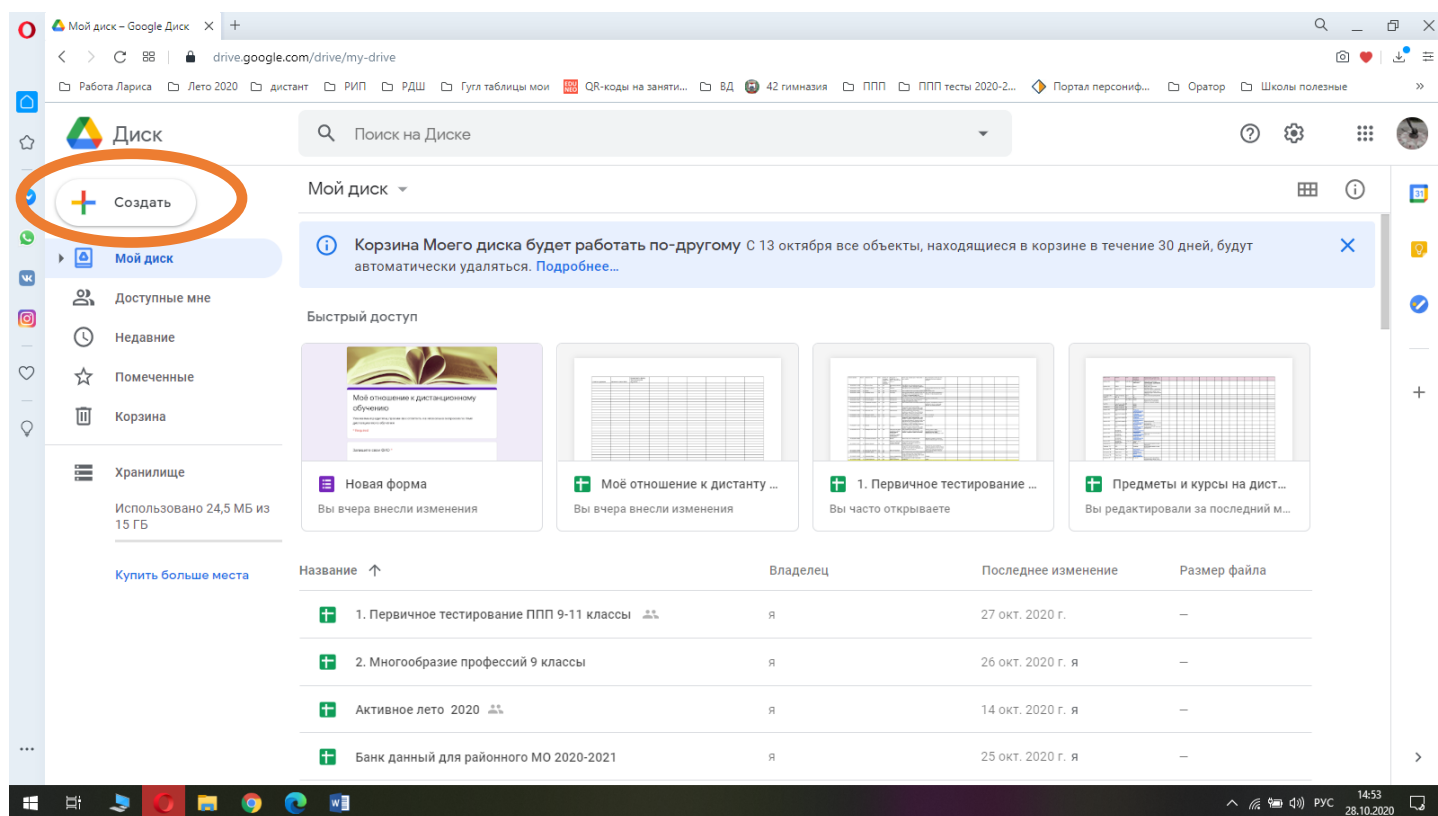 Мой диск – Google Диск
drive.google.com/drive/my-drive
Работа Лариса Лето 2020 дистант РИП РДШ Гугл таблицы мои QR-коды на заняти... ВД 42 гимназия ППП ППП тесты 2020-2... Портал персониф... Оратор Школы полезные
Диск
Поиск на Диске
Создать
Мой диск
Доступные мне
Недавние
Помеченные
Корзина
Хранилище
Использовано 24,5 МБ из
15 ГБ
Купить больше места
Мой диск
Корзина Моего диска будет работать по-другому С 13 октября все объекты, находящиеся в корзине в течение 30 дней, будут
автоматически удаляться. Подробнее...
Быстрый доступ
Моё отношение к дистанционному
обучению
Новая форма
Вы вчера внесли изменения
Моё отношение к дистанту ...
Вы вчера внесли изменения
1. Первичное тестирование ...
Вы часто открываете
Предметы и курсы на дист...
Вы редактировали за последний м...
Название Владелец Последнее изменение Размер файла
1. Первичное тестирование ППП 9-11 классы я 27 окт. 2020 г. –
2. Многообразие профессий 9 классы я 26 окт. 2020 г. я –
Активное лето 2020 я 14 окт. 2020 г. я –
Банк данный для районного МО 2020-2021 я 25 окт. 2020 г. я –
31
РУС
14:53
28.10.2020